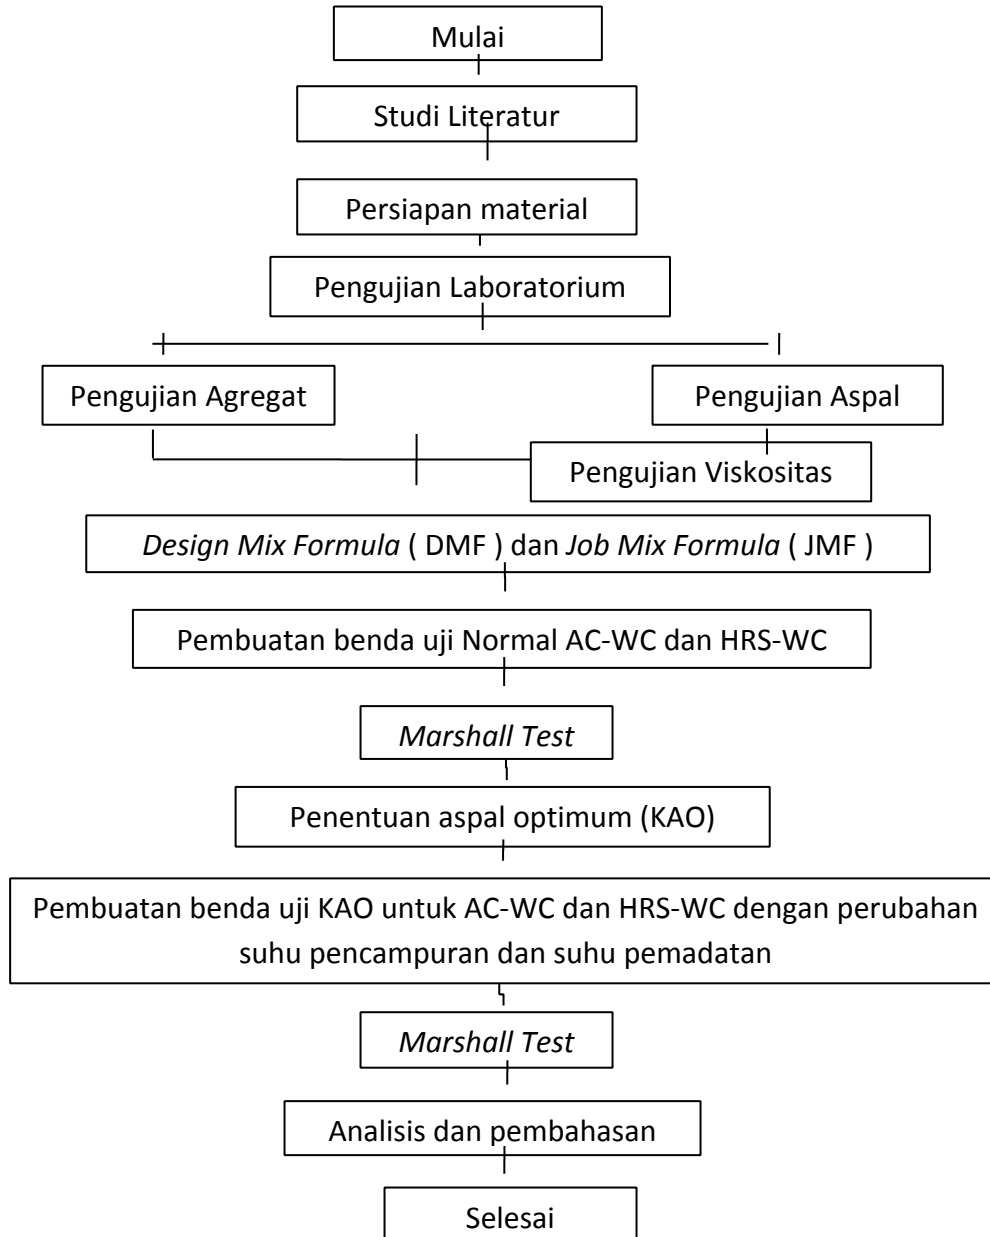 Mulai
Studi Literatur
Persiapan material
Pengujian Laboratorium
Pengujian Agregat
Pengujian Aspal
Pengujian Viskositas
Design Mix Formula ( DMF ) dan Job Mix Formula ( JMF )
Pembuatan benda uji Normal AC-WC dan HRS-WC
Marshall Test
Penentuan aspal optimum (KAO)
Pembuatan benda uji KAO untuk AC-WC dan HRS-WC dengan perubahan
suhu pencampuran dan suhu pemadatan
Marshall Test
Analisis dan pembahasan
Selesai